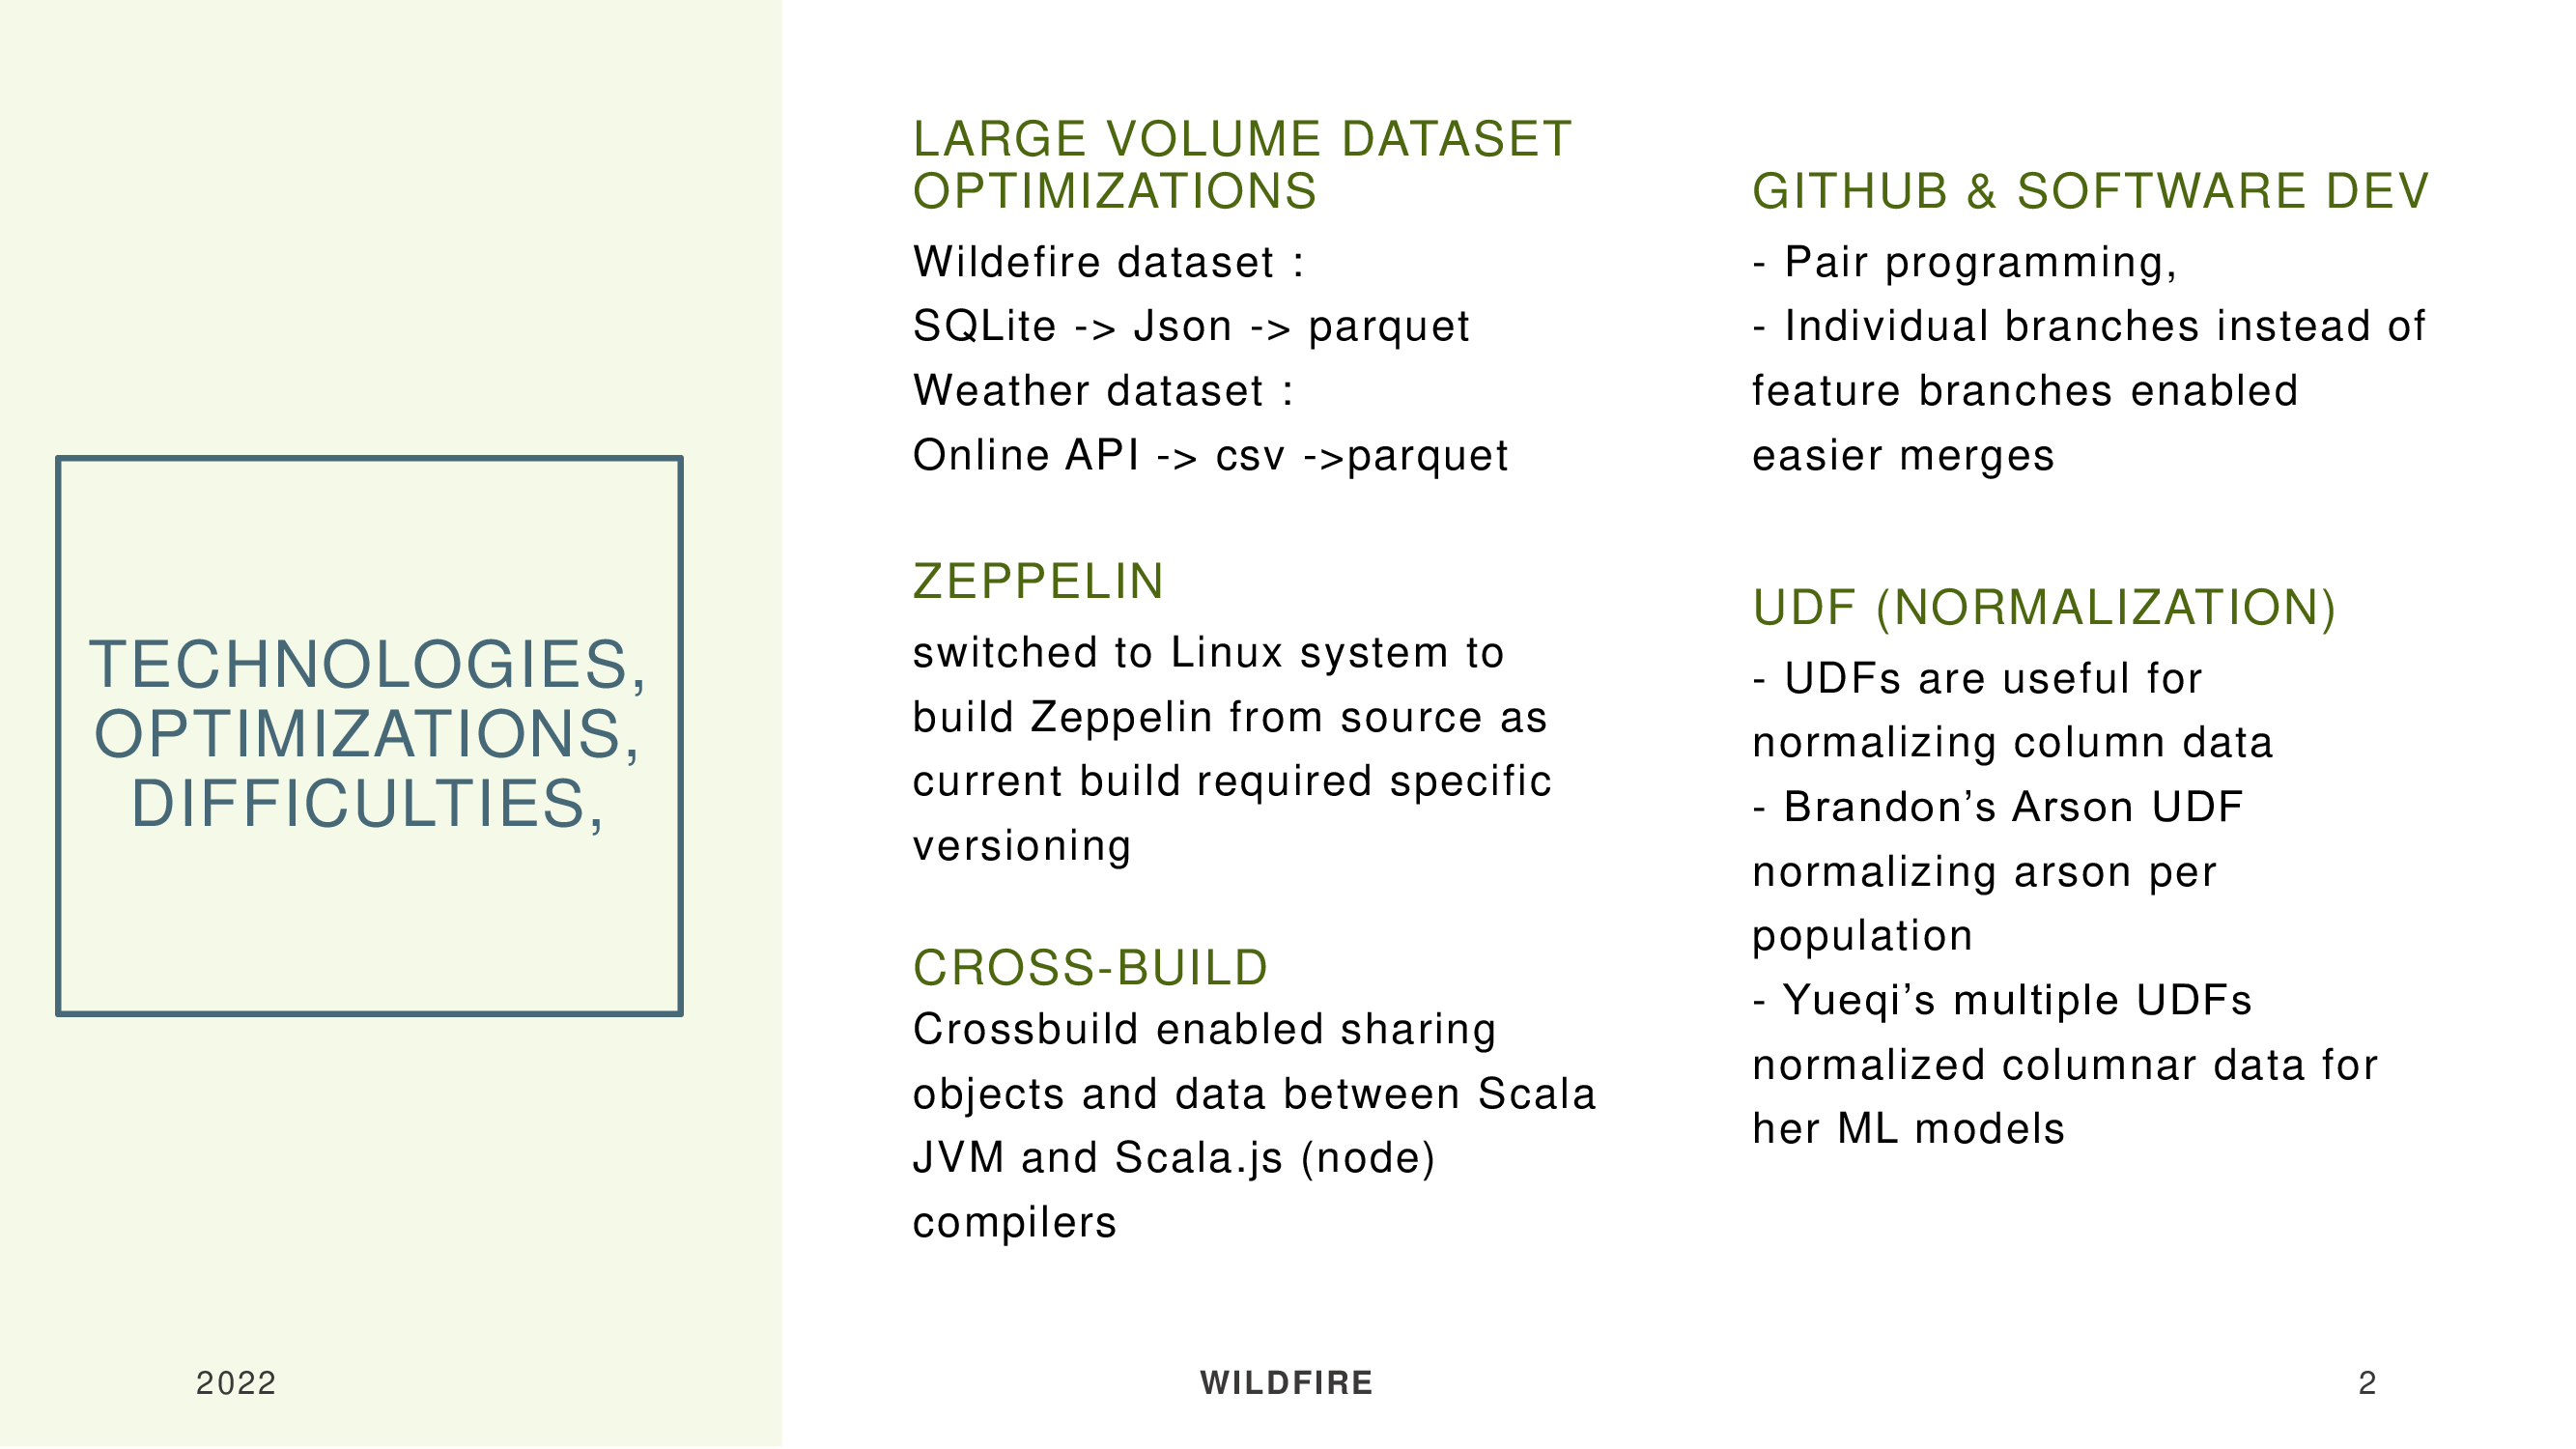 TECHNOLOGIES,
OPTIMIZATIONS,
DIFFICULTIES,
LARGE VOLUME DATASET
OPTIMIZATIONS
Wildefire dataset :
SQLite -> Json -> parquet
Weather dataset :
Online API -> csv ->parquet
ZEPPELIN
switched to Linux system to
build Zeppelin from source as
current build required specific
versioning
CROSS-BUILD
Crossbuild enabled sharing
objects and data between Scala
JVM and Scala.js (node)
compilers
GITHUB & SOFTWARE DEV
- Pair programming,
- Individual branches instead of
feature branches enabled
easier merges
UDF (NORMALIZATION)
- UDFs are useful for
normalizing column data
- Brandon’s Arson UDF
normalizing arson per
population
- Yueqi’s multiple UDFs
normalized columnar data for
her ML models
2022
WILDFIRE
2